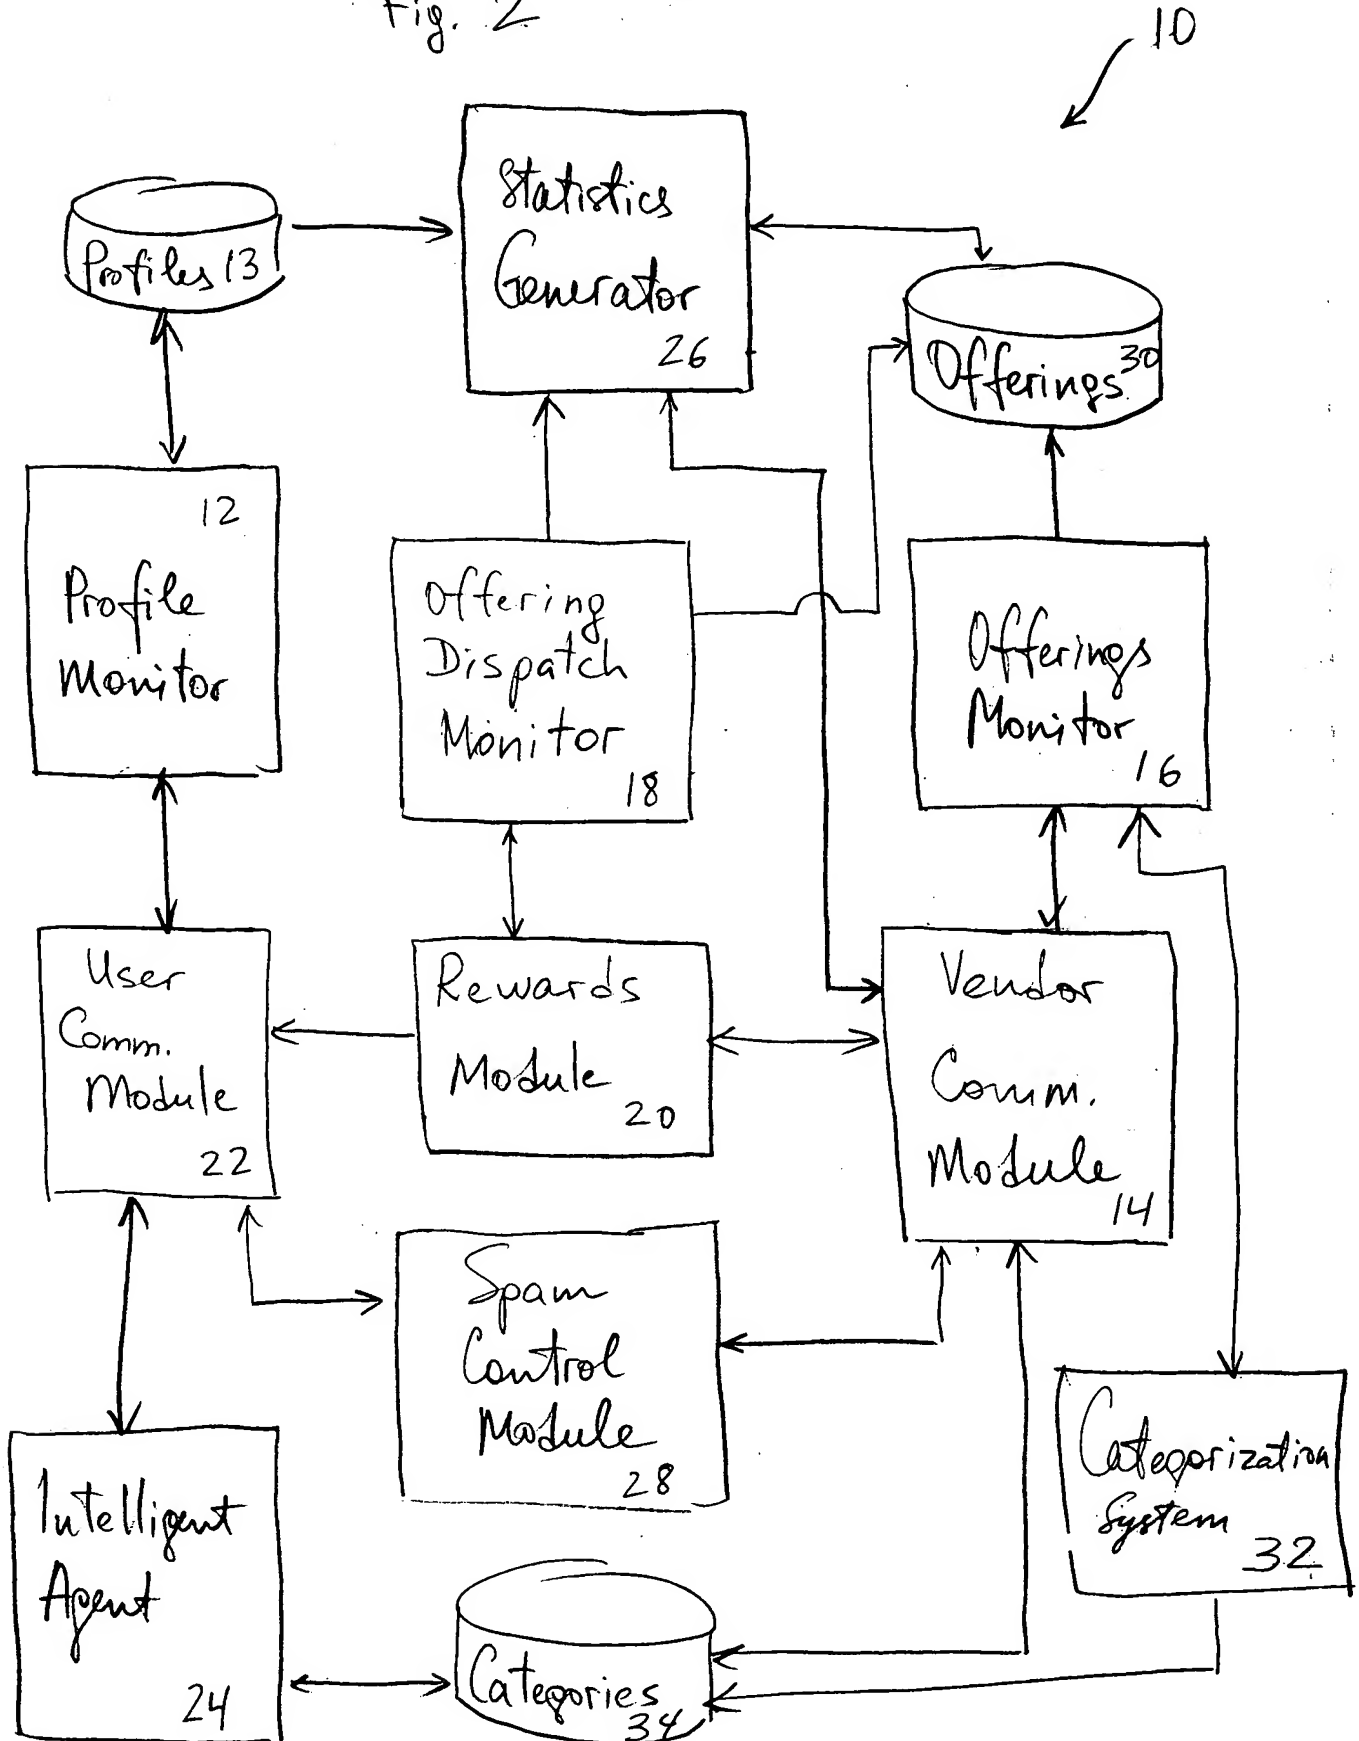 Fig. 2
10
Statistics
Generator
26
Profiles 13
Offerings 30
12
Profile
Monitor
Offering
Dispatch
Monitor
18
Offerings
Monitor
16
User
Comm.
Module
22
Rewards
Module
20
Vendor
Comm.
Module
14
Spam
Control
Module
28
Categorization
System
32
Intelligent
Agent
24
Categories
34